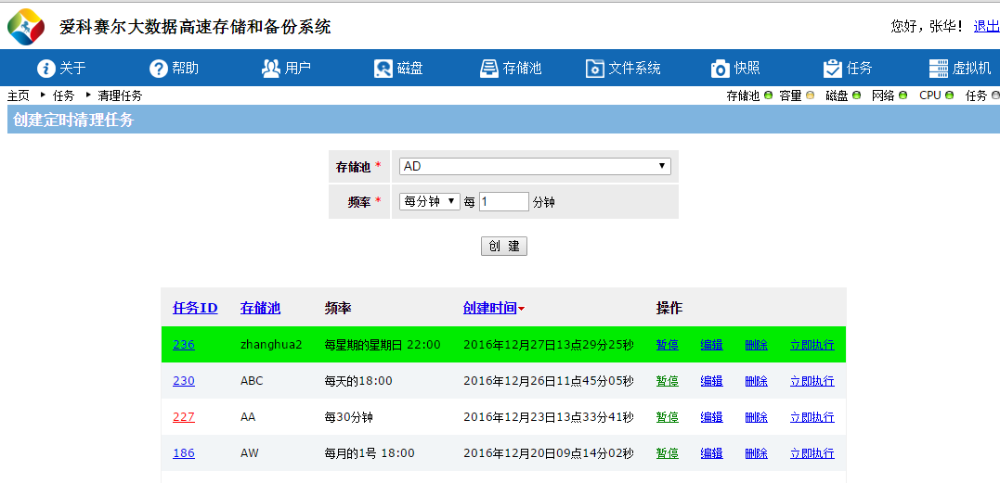 爱科赛尔大数据高速存储和备份系统
您好，张华！ 退出
关于 帮助 用户 磁盘 存储池 文件系统 快照 任务 虚拟机
主页 任务 清理任务
存储池 容量 磁盘 网络 CPU 任务
创建定时清理任务
存储池 * AD
频率 * 每分钟 每 1 分钟
创 建
任务ID 存储池 频率 创建时间 操作
236 zhanghua2 每星期的星期日 22:00 2016年12月27日13点29分25秒 暂停 编辑 删除 立即执行
230 ABC 每天的18:00 2016年12月26日11点45分05秒 暂停 编辑 删除 立即执行
227 AA 每30分钟 2016年12月23日13点33分41秒 暂停 编辑 删除 立即执行
186 AW 每月的1号 18:00 2016年12月20日09点14分02秒 暂停 编辑 删除 立即执行